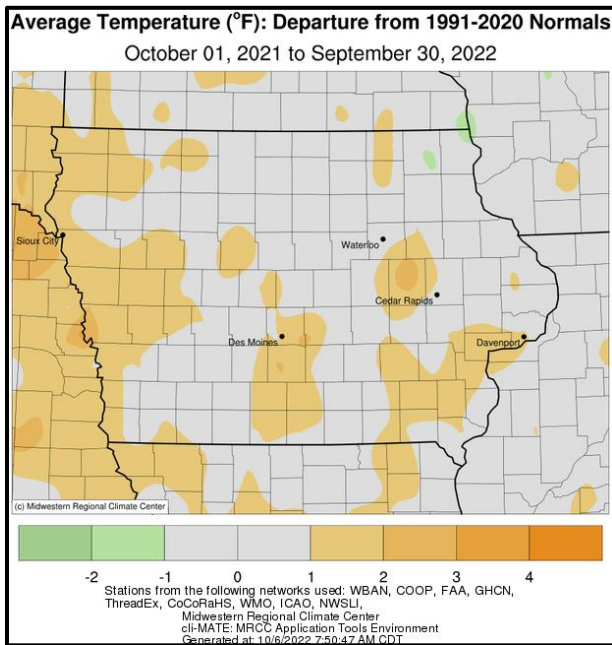 Average Temperature (°F): Departure from 1991-2020 Normals
October 01, 2021 to September 30, 2022
Sioux City
Waterloo
Cedar Rapids
Des Moines
Davenport
(c) Midwestern Regional Climate Center
-2 -1 0 1 2 3 4
Stations from the following networks used: WBAN, COOP, FAA, GHCN,
ThreadEx, CoCoRaHS, WMO, ICAO, NWSLI,
Midwestern Regional Climate Center
cli-MATE: MRCC Application Tools Environment
Generated at: 10/6/2022 7:50:47 AM CDT